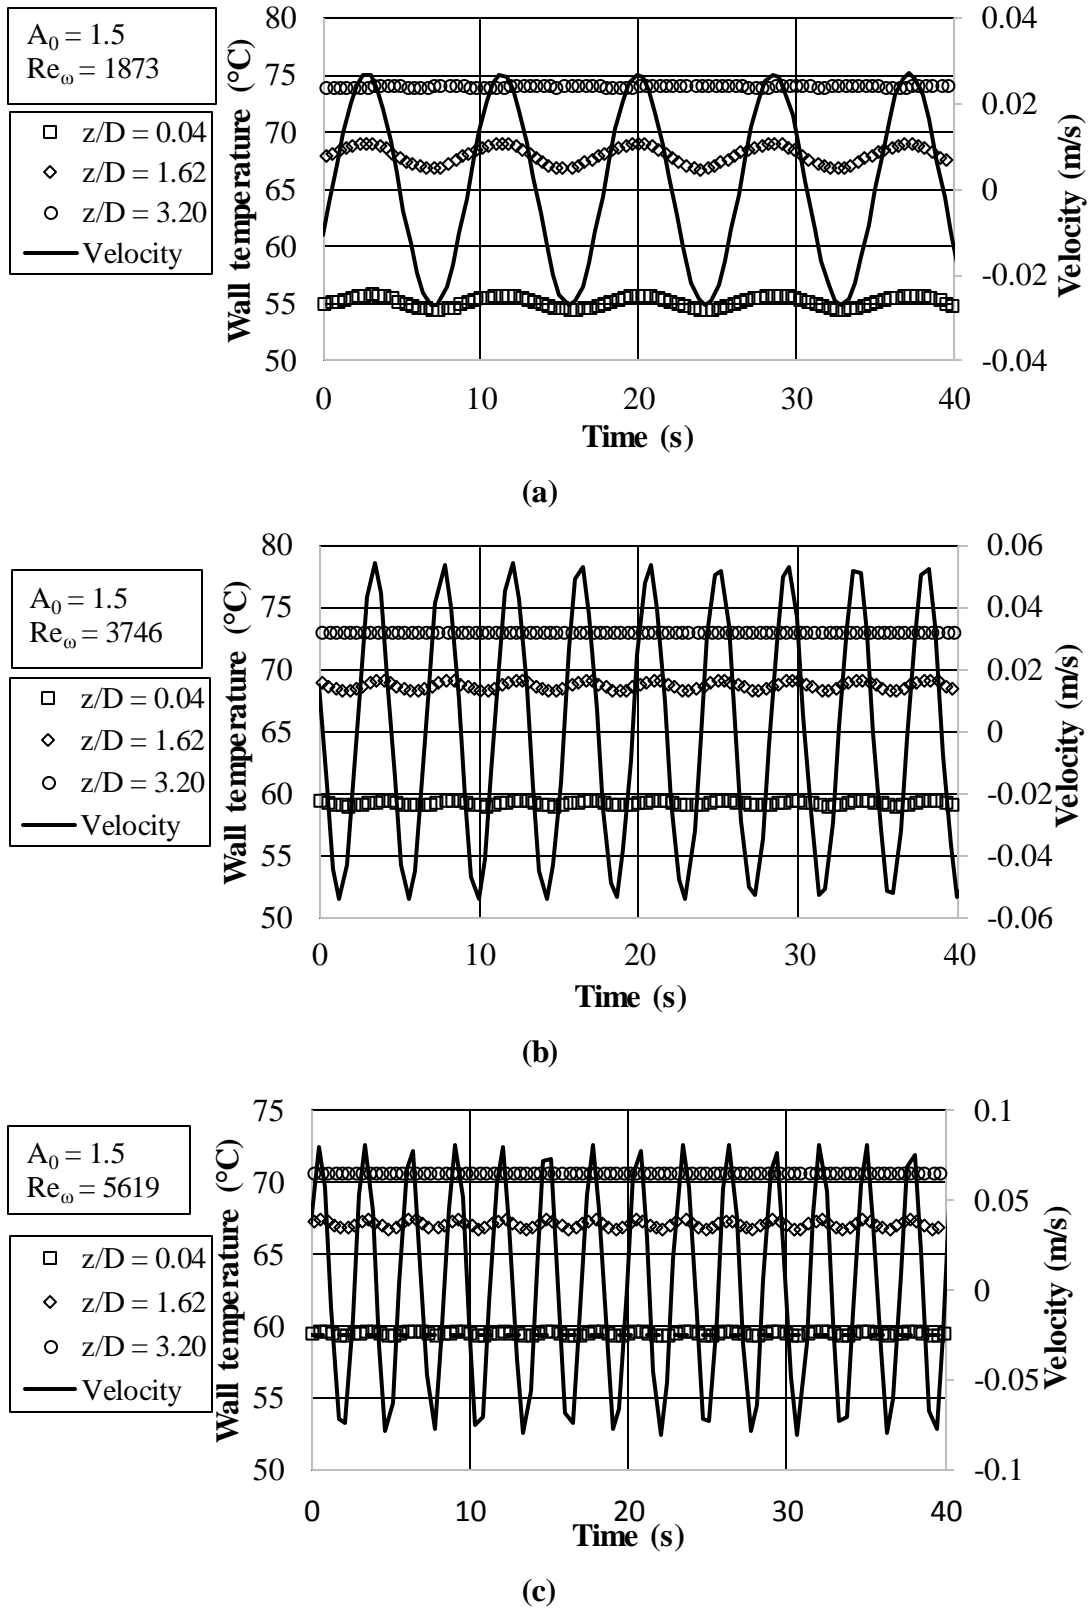 A₀ = 1.5
Reω = 1873
z/D = 0.04
z/D = 1.62
z/D = 3.20
Velocity
Wall temperature (°C)
80
75
70
65
60
55
50
0.04
0.02
0
-0.02
-0.04
Velocity (m/s)
0 10 20 30 40
Time (s)
(a)
A₀ = 1.5
Reω = 3746
z/D = 0.04
z/D = 1.62
z/D = 3.20
Velocity
Wall temperature (°C)
80
75
70
65
60
55
50
0.06
0.04
0.02
0
-0.02
-0.04
-0.06
Velocity (m/s)
0 10 20 30 40
Time (s)
(b)
A₀ = 1.5
Reω = 5619
z/D = 0.04
z/D = 1.62
z/D = 3.20
Velocity
Wall temperature (°C)
75
70
65
60
55
50
0.1
0.05
0
-0.05
-0.1
Velocity (m/s)
0 10 20 30 40
Time (s)
(c)